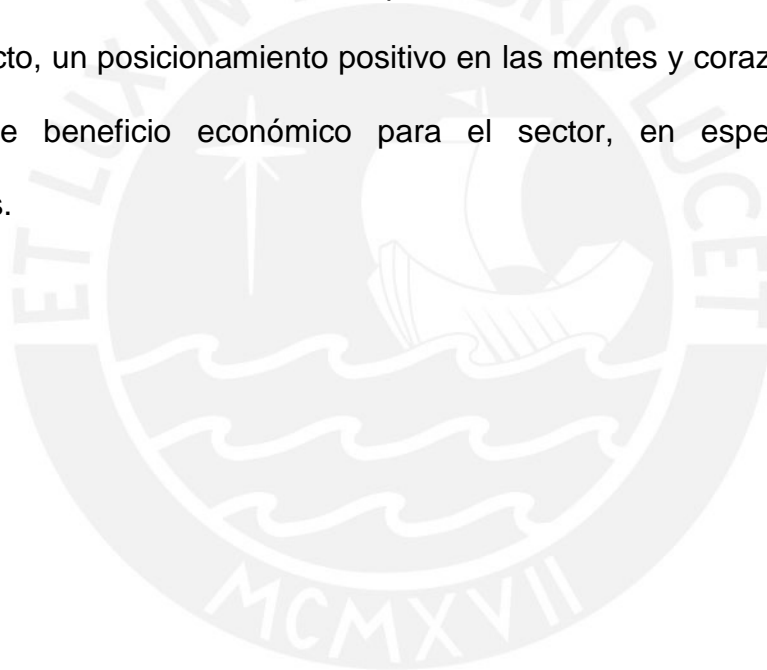 cto, un posicionamiento positivo en las mentes y coraz
e beneficio económico para el sector, en espe
s.
ET LUX IN TENEBRIS LUCET
MCMXVII